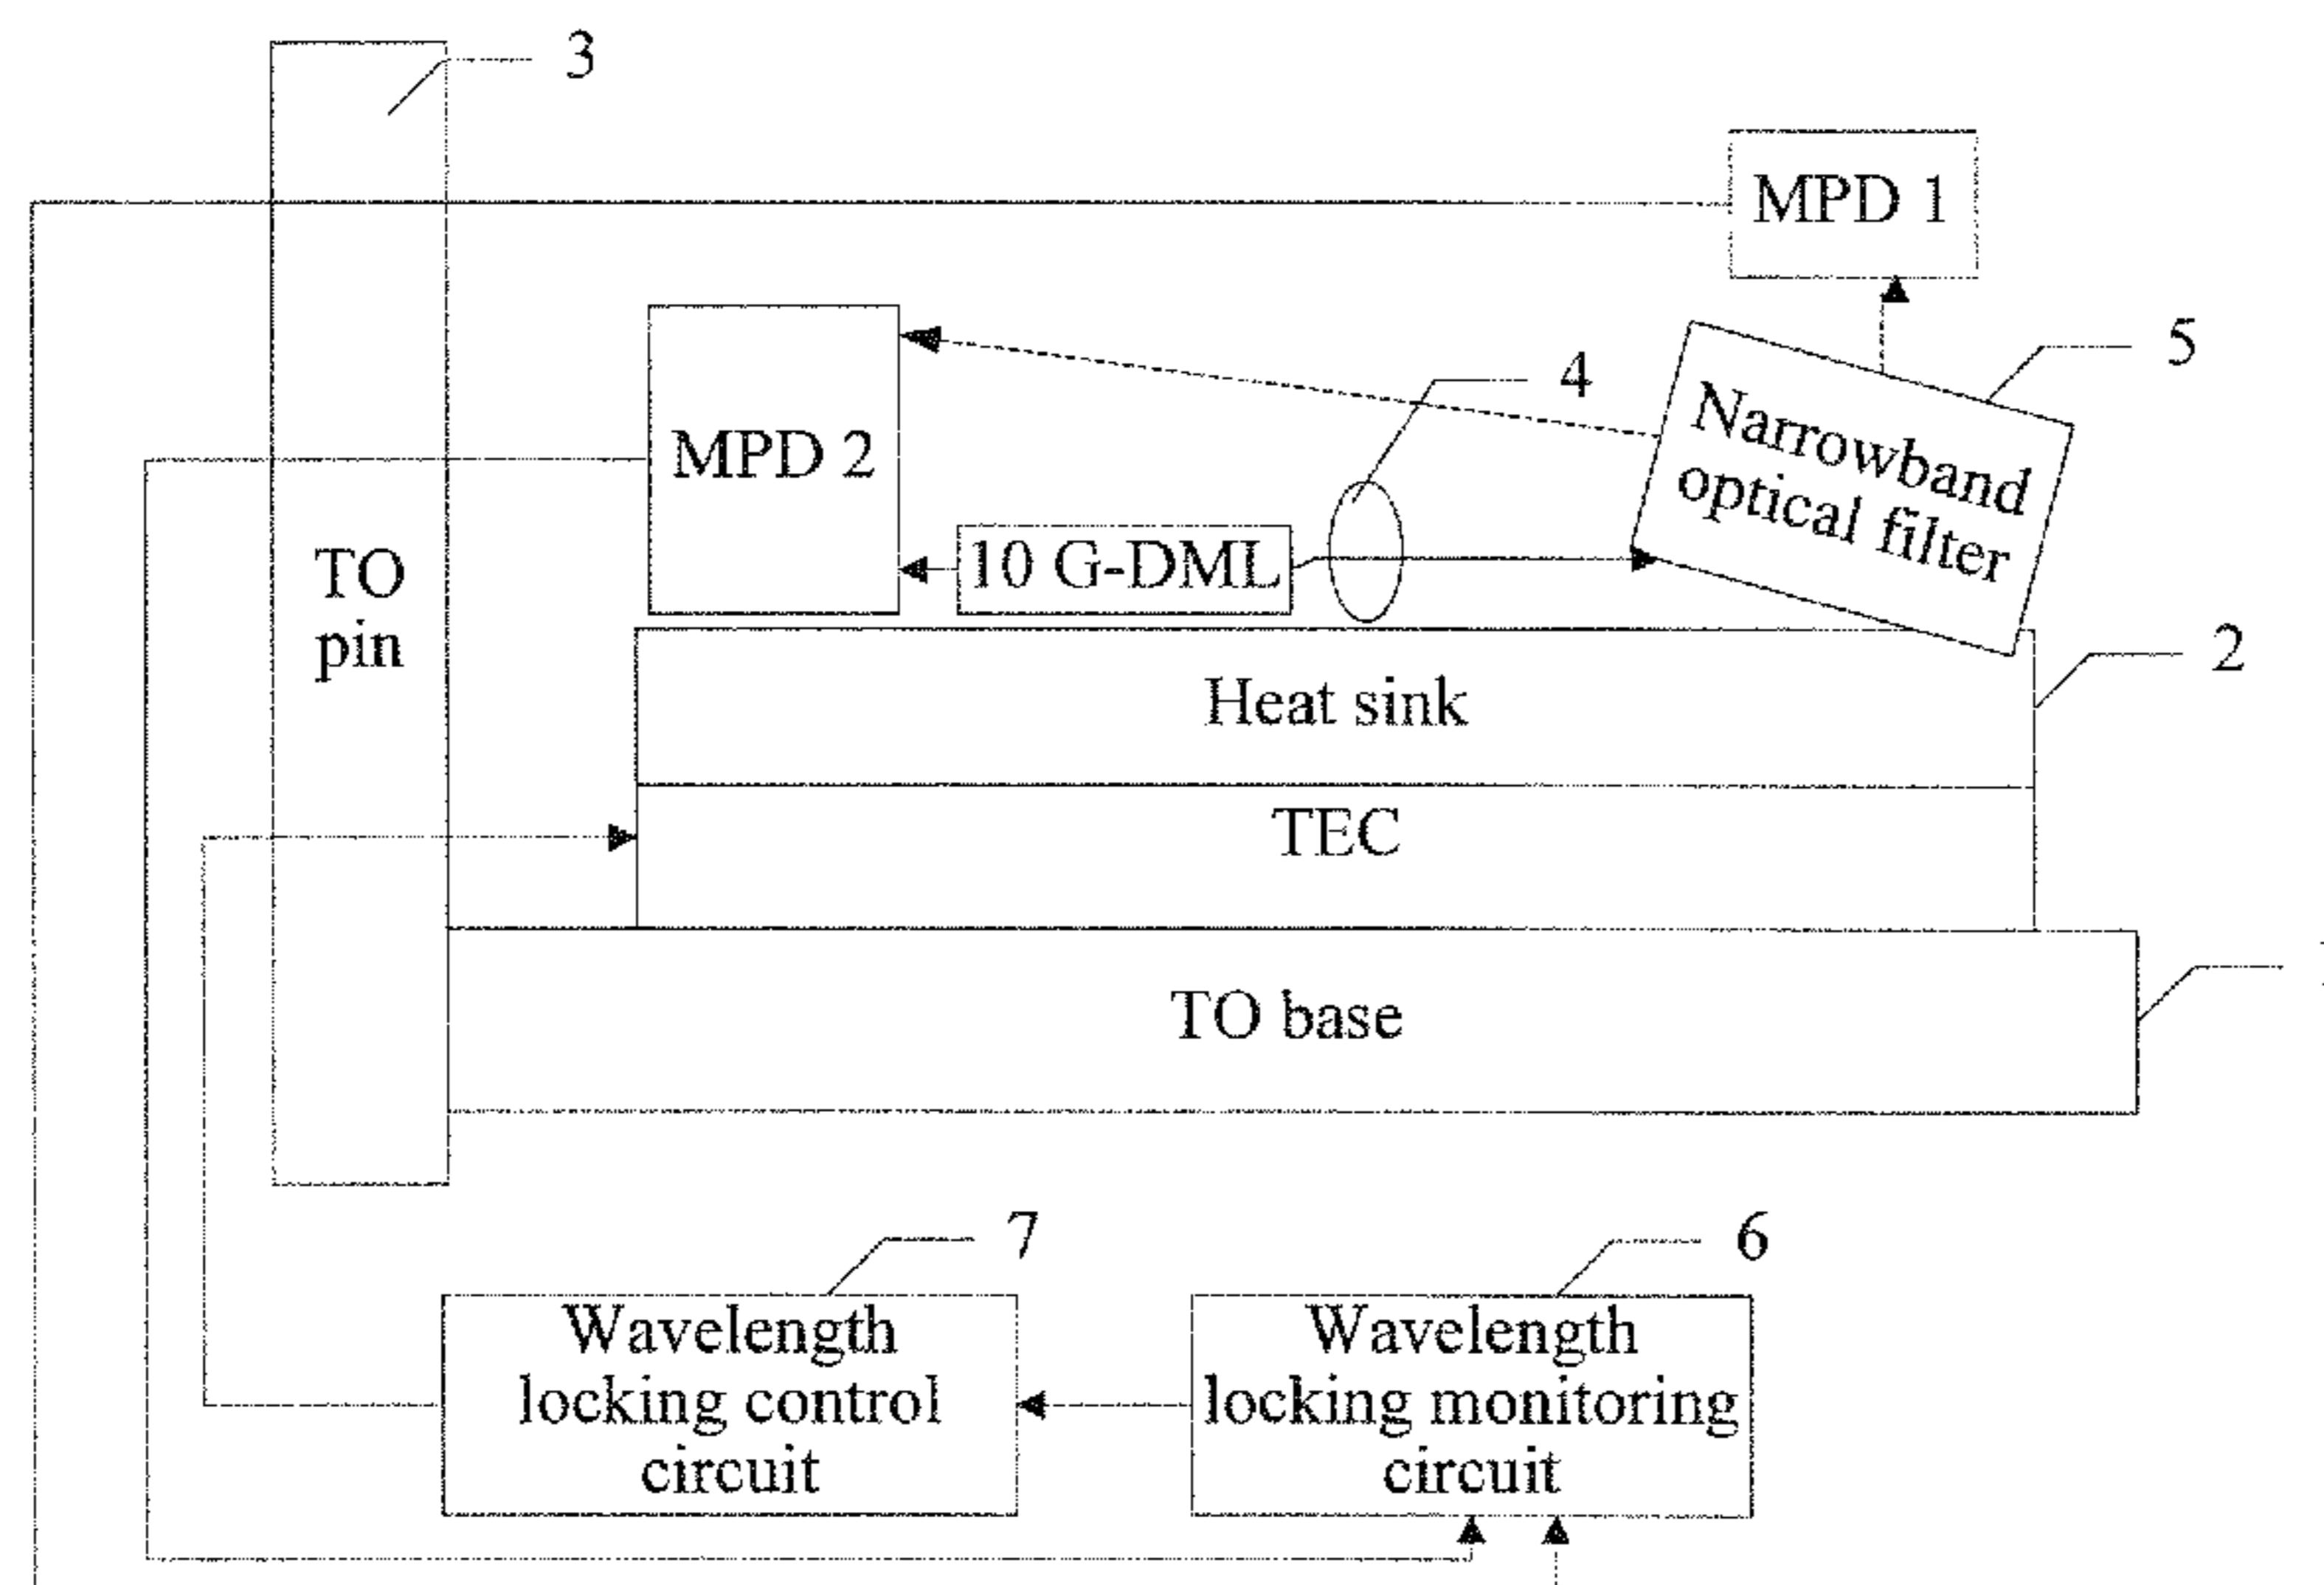 3
MPD 1
5
4
MPD 2
Narrowband
optical filter
10 G-DML
TO
pin
2
Heat sink
TEC
TO base
7
6
Wavelength
locking control
circuit
Wavelength
locking monitoring
circuit